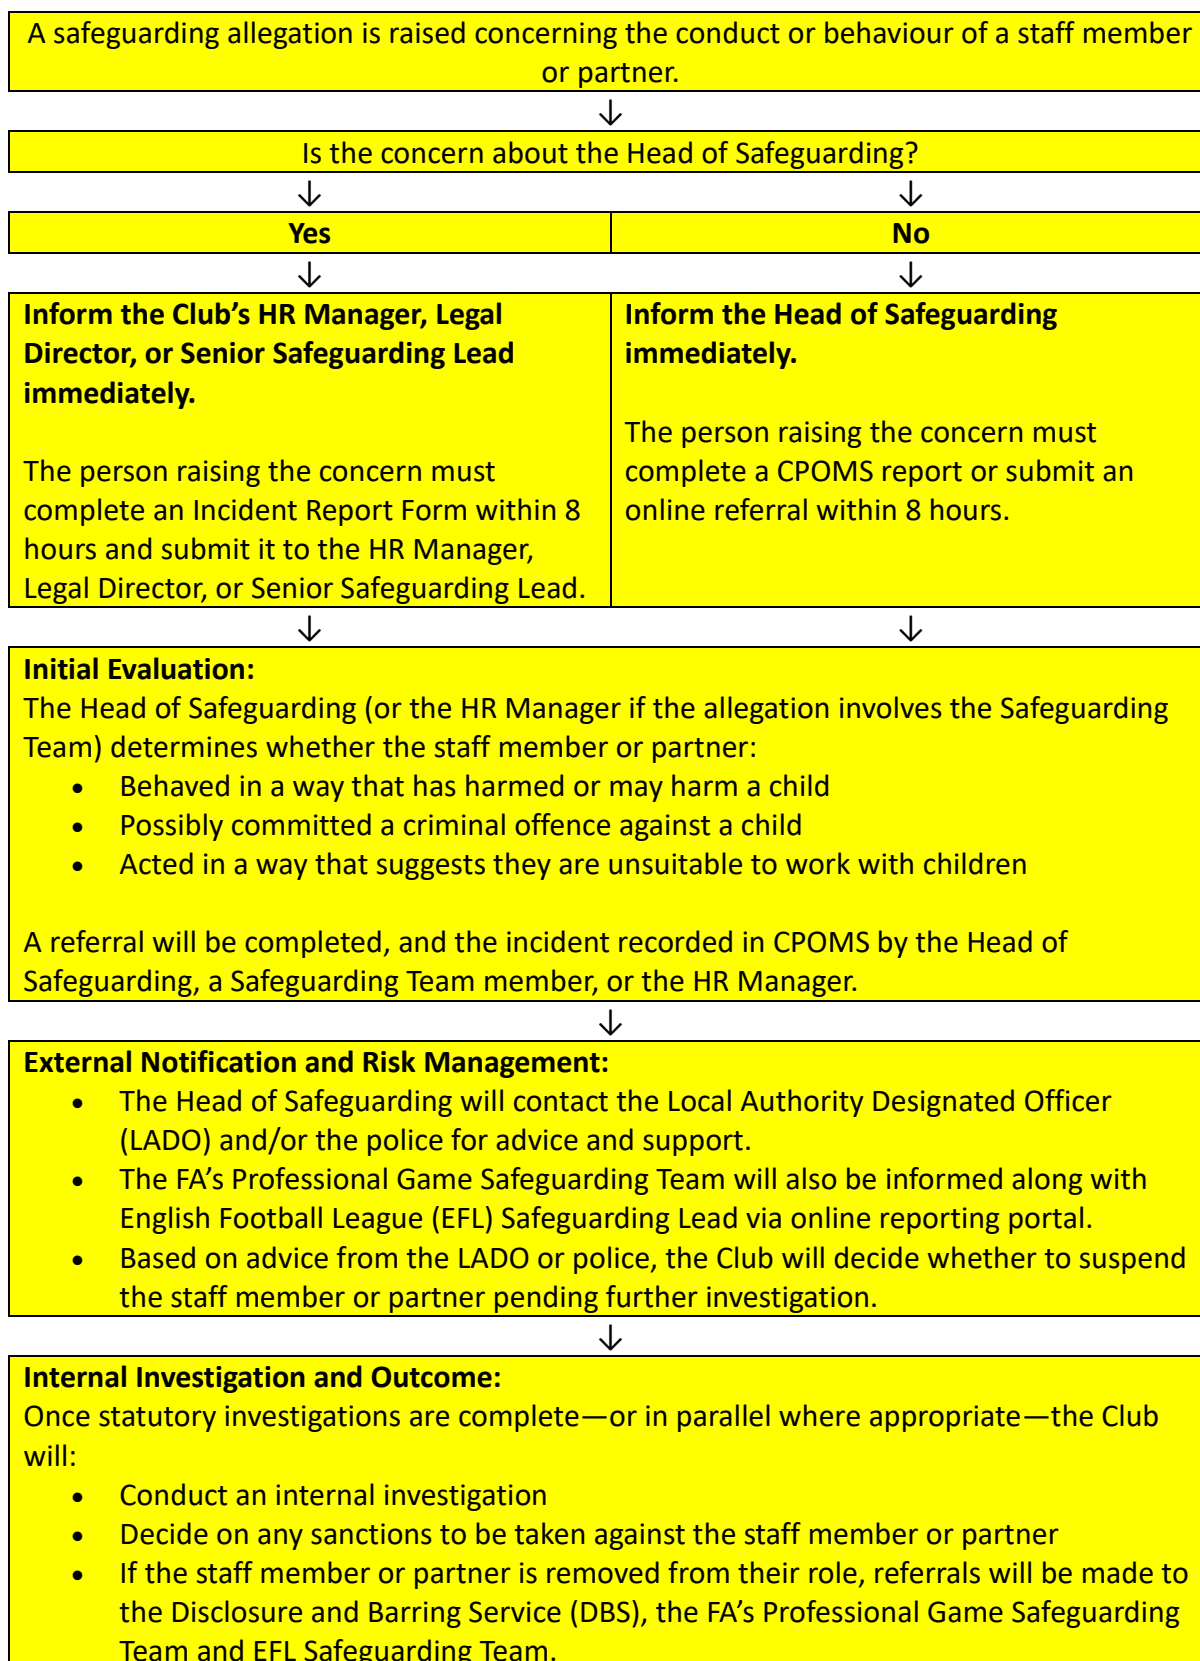 A safeguarding allegation is raised concerning the conduct or behaviour of a staff member
or partner.
↓
Is the concern about the Head of Safeguarding?
↓ ↓
Yes No
↓ ↓
Inform the Club's HR Manager, Legal
Director, or Senior Safeguarding Lead
immediately.
The person raising the concern must
complete an Incident Report Form within 8
hours and submit it to the HR Manager,
Legal Director, or Senior Safeguarding Lead.
Inform the Head of Safeguarding
immediately.
The person raising the concern must
complete a CPOMS report or submit an
online referral within 8 hours.
↓ ↓
Initial Evaluation:
The Head of Safeguarding (or the HR Manager if the allegation involves the Safeguarding
Team) determines whether the staff member or partner:
• Behaved in a way that has harmed or may harm a child
• Possibly committed a criminal offence against a child
• Acted in a way that suggests they are unsuitable to work with children
A referral will be completed, and the incident recorded in CPOMS by the Head of
Safeguarding, a Safeguarding Team member, or the HR Manager.
↓
External Notification and Risk Management:
• The Head of Safeguarding will contact the Local Authority Designated Officer
(LADO) and/or the police for advice and support.
• The FA's Professional Game Safeguarding Team will also be informed along with
English Football League (EFL) Safeguarding Lead via online reporting portal.
• Based on advice from the LADO or police, the Club will decide whether to suspend
the staff member or partner pending further investigation.
↓
Internal Investigation and Outcome:
Once statutory investigations are complete—or in parallel where appropriate—the Club
will:
• Conduct an internal investigation
• Decide on any sanctions to be taken against the staff member or partner
• If the staff member or partner is removed from their role, referrals will be made to
the Disclosure and Barring Service (DBS), the FA's Professional Game Safeguarding
Team and EFL Safeguarding Team.